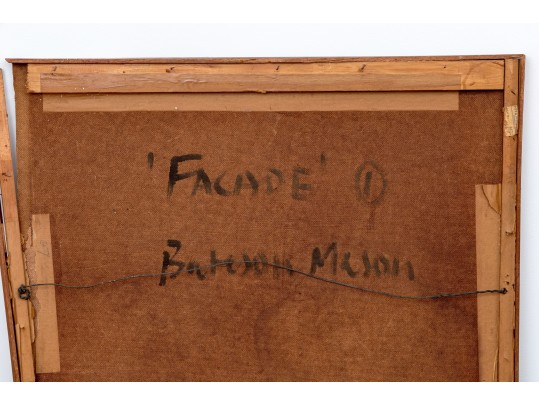 'FACADE' ①
Bateson Mason